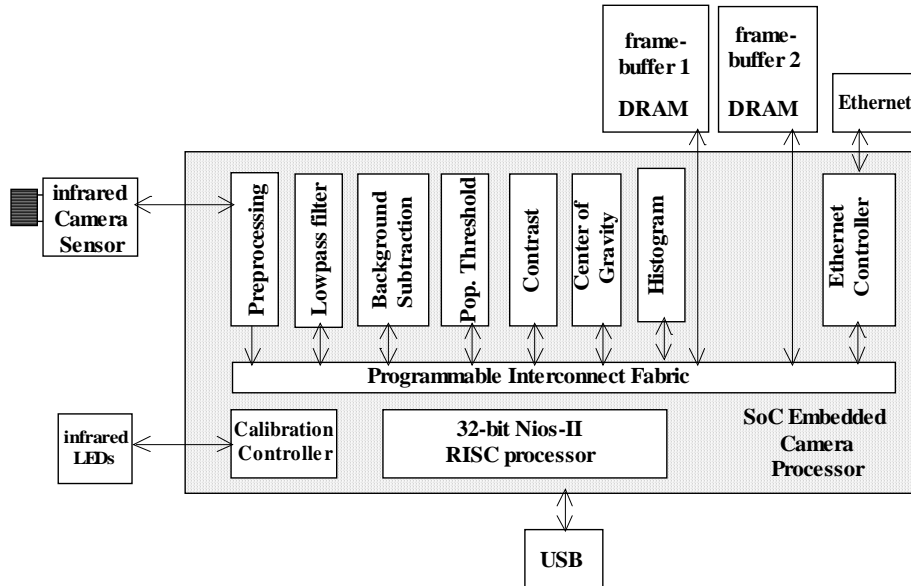 frame-
buffer 1
DRAM
frame-
buffer 2
DRAM
Ethernet
infrared
Camera
Sensor
Preprocessing
Lowpass filter
Background
Subtraction
Pop. Threshold
Contrast
Center of
Gravity
Histogram
Ethernet
Controller
Programmable Interconnect Fabric
infrared
LEDs
Calibration
Controller
32-bit Nios-II
RISC processor
SoC Embedded
Camera
Processor
USB